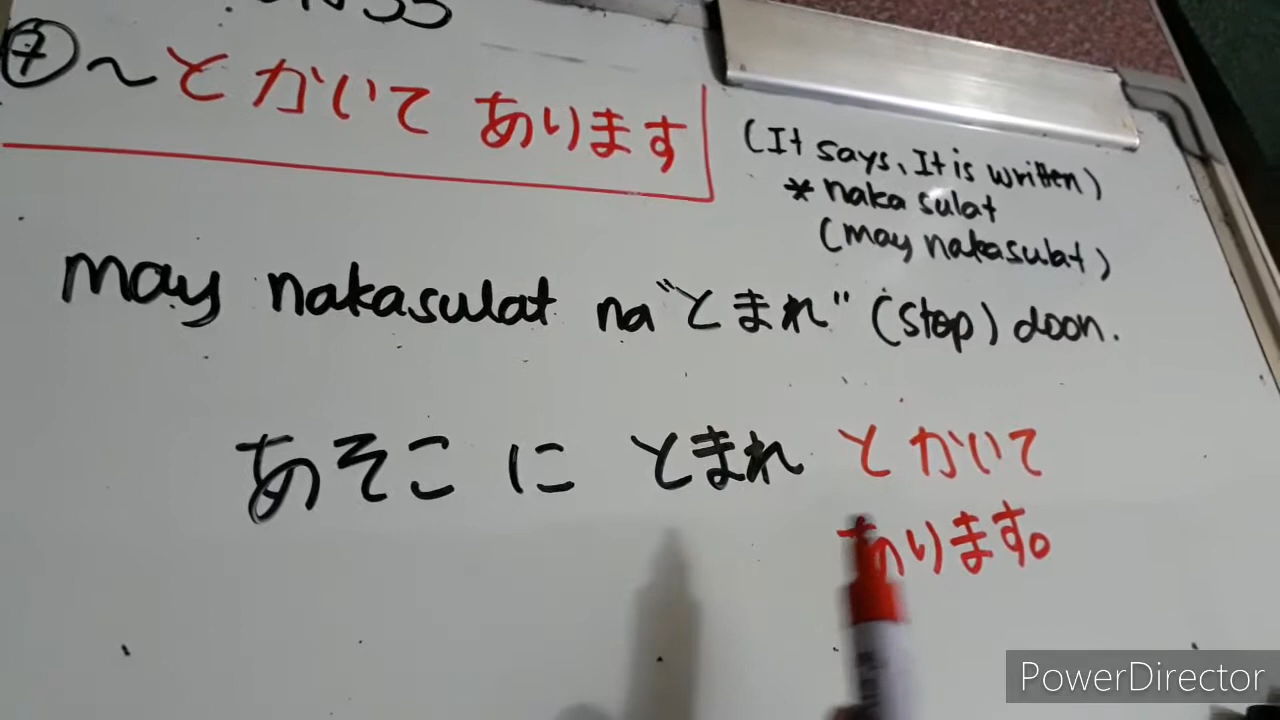 ⑦ ~とかいて あります
(It says, It is written)
* naka sulat
(may nakasulat)
may nakasulat na "とまれ" (stop) doon.
あそこ に とまれ とかいて
あります。
PowerDirector